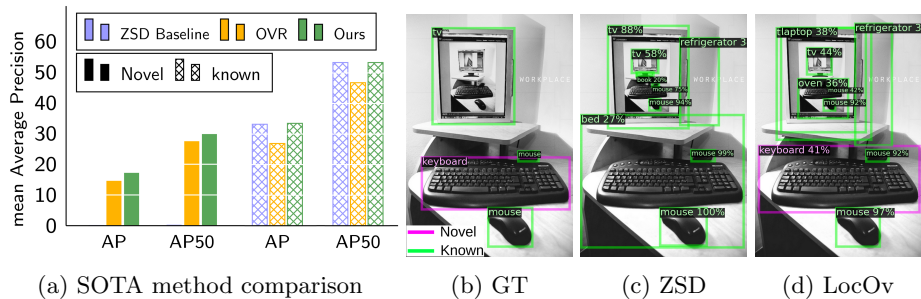 mean Average Precision
60
50
40
30
20
10
0
ZSD Baseline OVR Ours
Novel known
AP AP50 AP AP50
(a) SOTA method comparison
tv
WORKPLACE
mouse
keyboard
mouse
Novel
Known
(b) GT
tv 88%
refrigerator 3
tv 58%
book 20%
mouse 75%
mouse 94%
WORKPLACE
bed 27%
mouse 99%
mouse 100%
(c) ZSD
laptop 38%
refrigerator 3
tv 44%
oven 36%
mouse 42%
mouse 92%
WORKPLACE
keyboard 41%
mouse 92%
mouse 97%
(d) LocOv